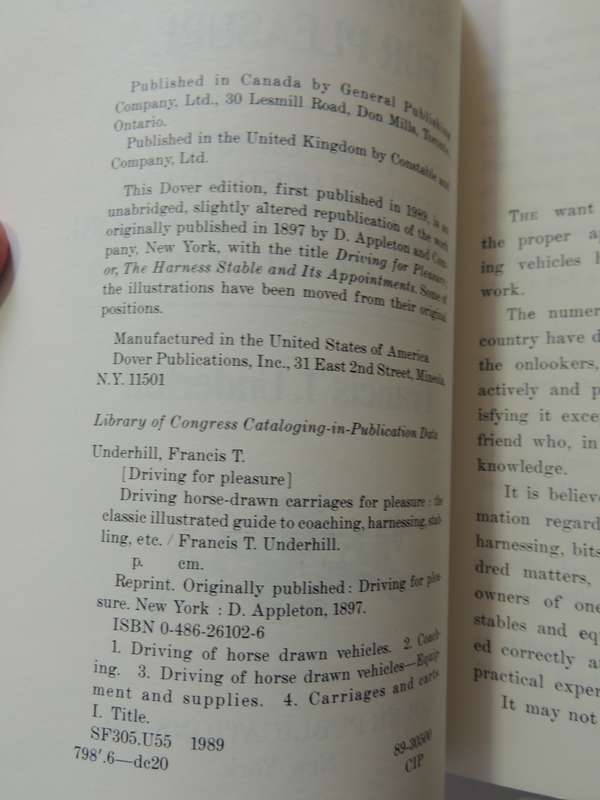 Published in Canada by General Publishing
Company, Ltd., 30 Lesmill Road, Don Mills, Toronto,
Ontario.
Published in the United Kingdom by Constable and
Company, Ltd.
This Dover edition, first published in 1989, is an
unabridged, slightly altered republication of the work
originally published in 1897 by D. Appleton and Com-
pany, New York, with the title Driving for Pleasure;
or, The Harness Stable and Its Appointments. Some of
the illustrations have been moved from their original
positions.
Manufactured in the United States of America
Dover Publications, Inc., 31 East 2nd Street, Mineola,
N.Y. 11501
Library of Congress Cataloging-in-Publication Data
Underhill, Francis T.
[Driving for pleasure]
Driving horse-drawn carriages for pleasure : the
classic illustrated guide to coaching, harnessing, stab-
ling, etc. / Francis T. Underhill.
p. cm.
Reprint. Originally published : Driving for plea-
sure. New York : D. Appleton, 1897.
ISBN 0-486-26102-6
1. Driving of horse drawn vehicles. 2. Coach-
ing. 3. Driving of horse drawn vehicles—Equip-
ment and supplies. 4. Carriages and carts
I. Title.
SF305.U55 1989
798'.6—dc20 89-30500
CIP
The want
the proper
ing vehicles
work.
The numer
country have
the onlookers,
actively and
isfying it
friend who, in
knowledge.
It is
mation regard
harnessing, bits
dred matters,
owners of
stables and
ed correctly
practical
It may not